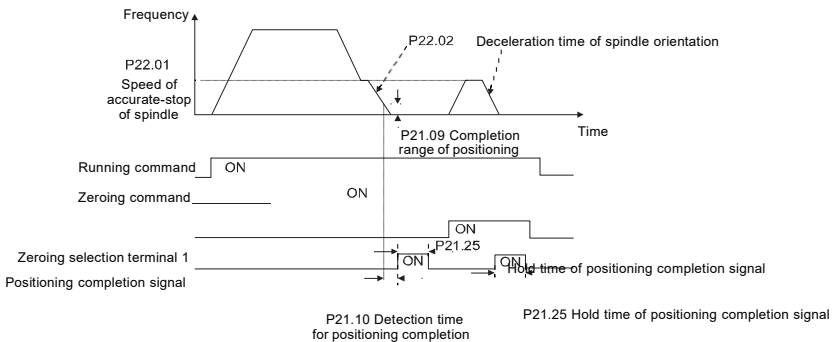 Frequency
P22.02
Deceleration time of spindle orientation
P22.01
Speed of
accurate-stop
of spindle
Time
P21.09 Completion
range of positioning
Running command
ON
Zeroing command
ON
ON
P21.25
Zeroing selection terminal 1
ON
ON
Hold time of positioning completion signal
Positioning completion signal
P21.10 Detection time
for positioning completion
P21.25 Hold time of positioning completion signal